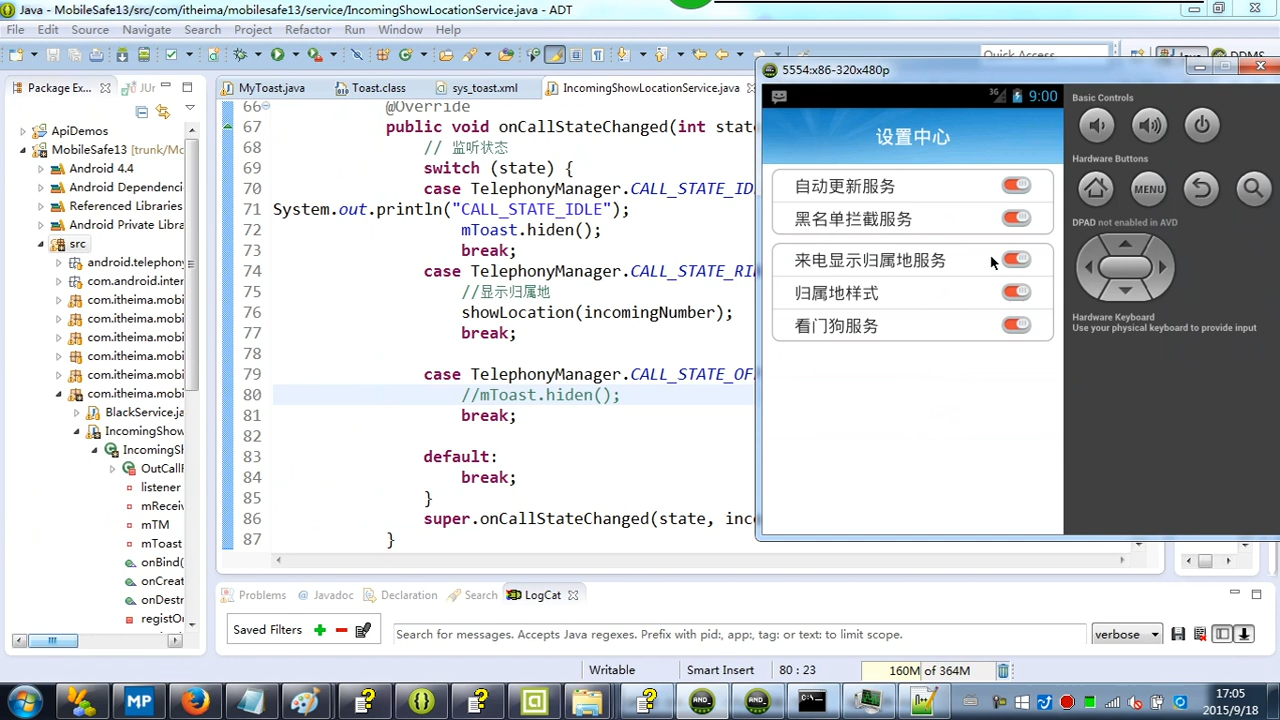 Java - MobileSafe13/src/com/itheima/mobilesafe/service/IncomingShowLocationService.java - ADT
File Edit Navigate Search Project Refactor Run Window Help
Quick Access
Java
DDMS
Package Ex...
JUr
MyToast.java
Toast.class
sys_toast.xml
IncomingShowLocationService.java
ApiDemos
MobileSafe13 [trunk/Mo
Android 4.4
Android Dependenci
Referenced Libraries
Android Private Libra
src
android.telephony
com.android.inter
com.itheima.mobi
com.itheima.mobi
com.itheima.mobi
com.itheima.mobi
com.itheima.mobi
BlackService.ja
IncomingShow
IncomingSh
OutCallR
listener
mRecei
mTM
mToast
onBind(
onCrea
onDestr
registOu
66 @Override
67 public void onCallStateChanged(int stat
68 // 监听状态
69 switch (state) {
70 case TelephonyManager.CALL_STATE_ID
71 System.out.println("CALL_STATE_IDLE");
72 mToast.hiden();
73 break;
74 case TelephonyManager.CALL_STATE_RI
75 //显示归属地
76 showLocation(incomingNumber);
77 break;
78
79 case TelephonyManager.CALL_STATE_OF
80 //mToast.hiden();
81 break;
82
83 default:
84 break;
85 }
86 super.onCallStateChanged(state, inc
87 }
5554:x86-320x480p
3G 9:00
设置中心
自动更新服务
黑名单拦截服务
来电显示归属地服务
归属地样式
看门狗服务
Basic Controls
Hardware Buttons
MENU
DPAD not enabled in AVD
Hardware Keyboard
Use your physical keyboard to provide input
Problems @ Javadoc Declaration Search LogCat
Saved Filters
Search for messages. Accepts Java regexes. Prefix with pid:, app:, tag: or text: to limit scope.
verbose
Writable Smart Insert 80 : 23 160M of 364M
MP
17:05
2015/9/18